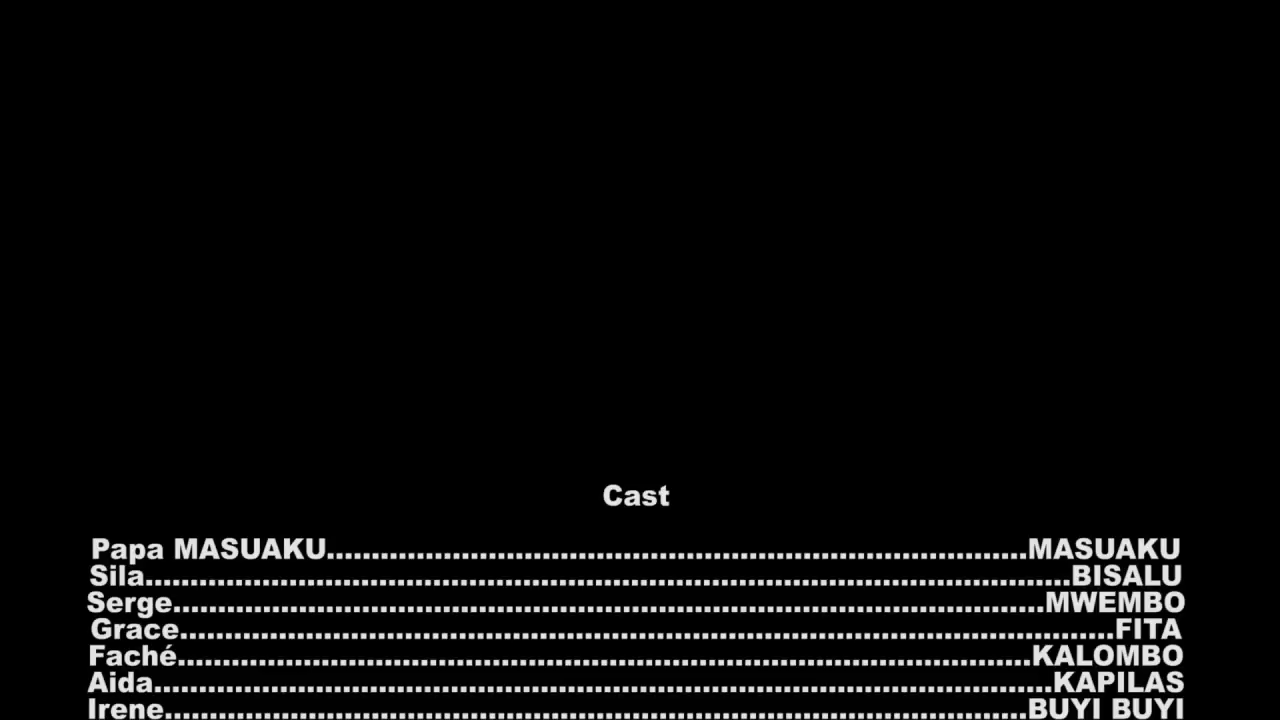 Cast
Papa MASUAKU......................................................................................MASUAKU
Sila..................................................................................................................BISALU
Serge...........................................................................................................MWEMBO
Grace..................................................................................................................FITA
Faché.........................................................................................................KALOMBO
Aida...............................................................................................................KAPILAS
Irene..........................................................................................................BUYI BUYI